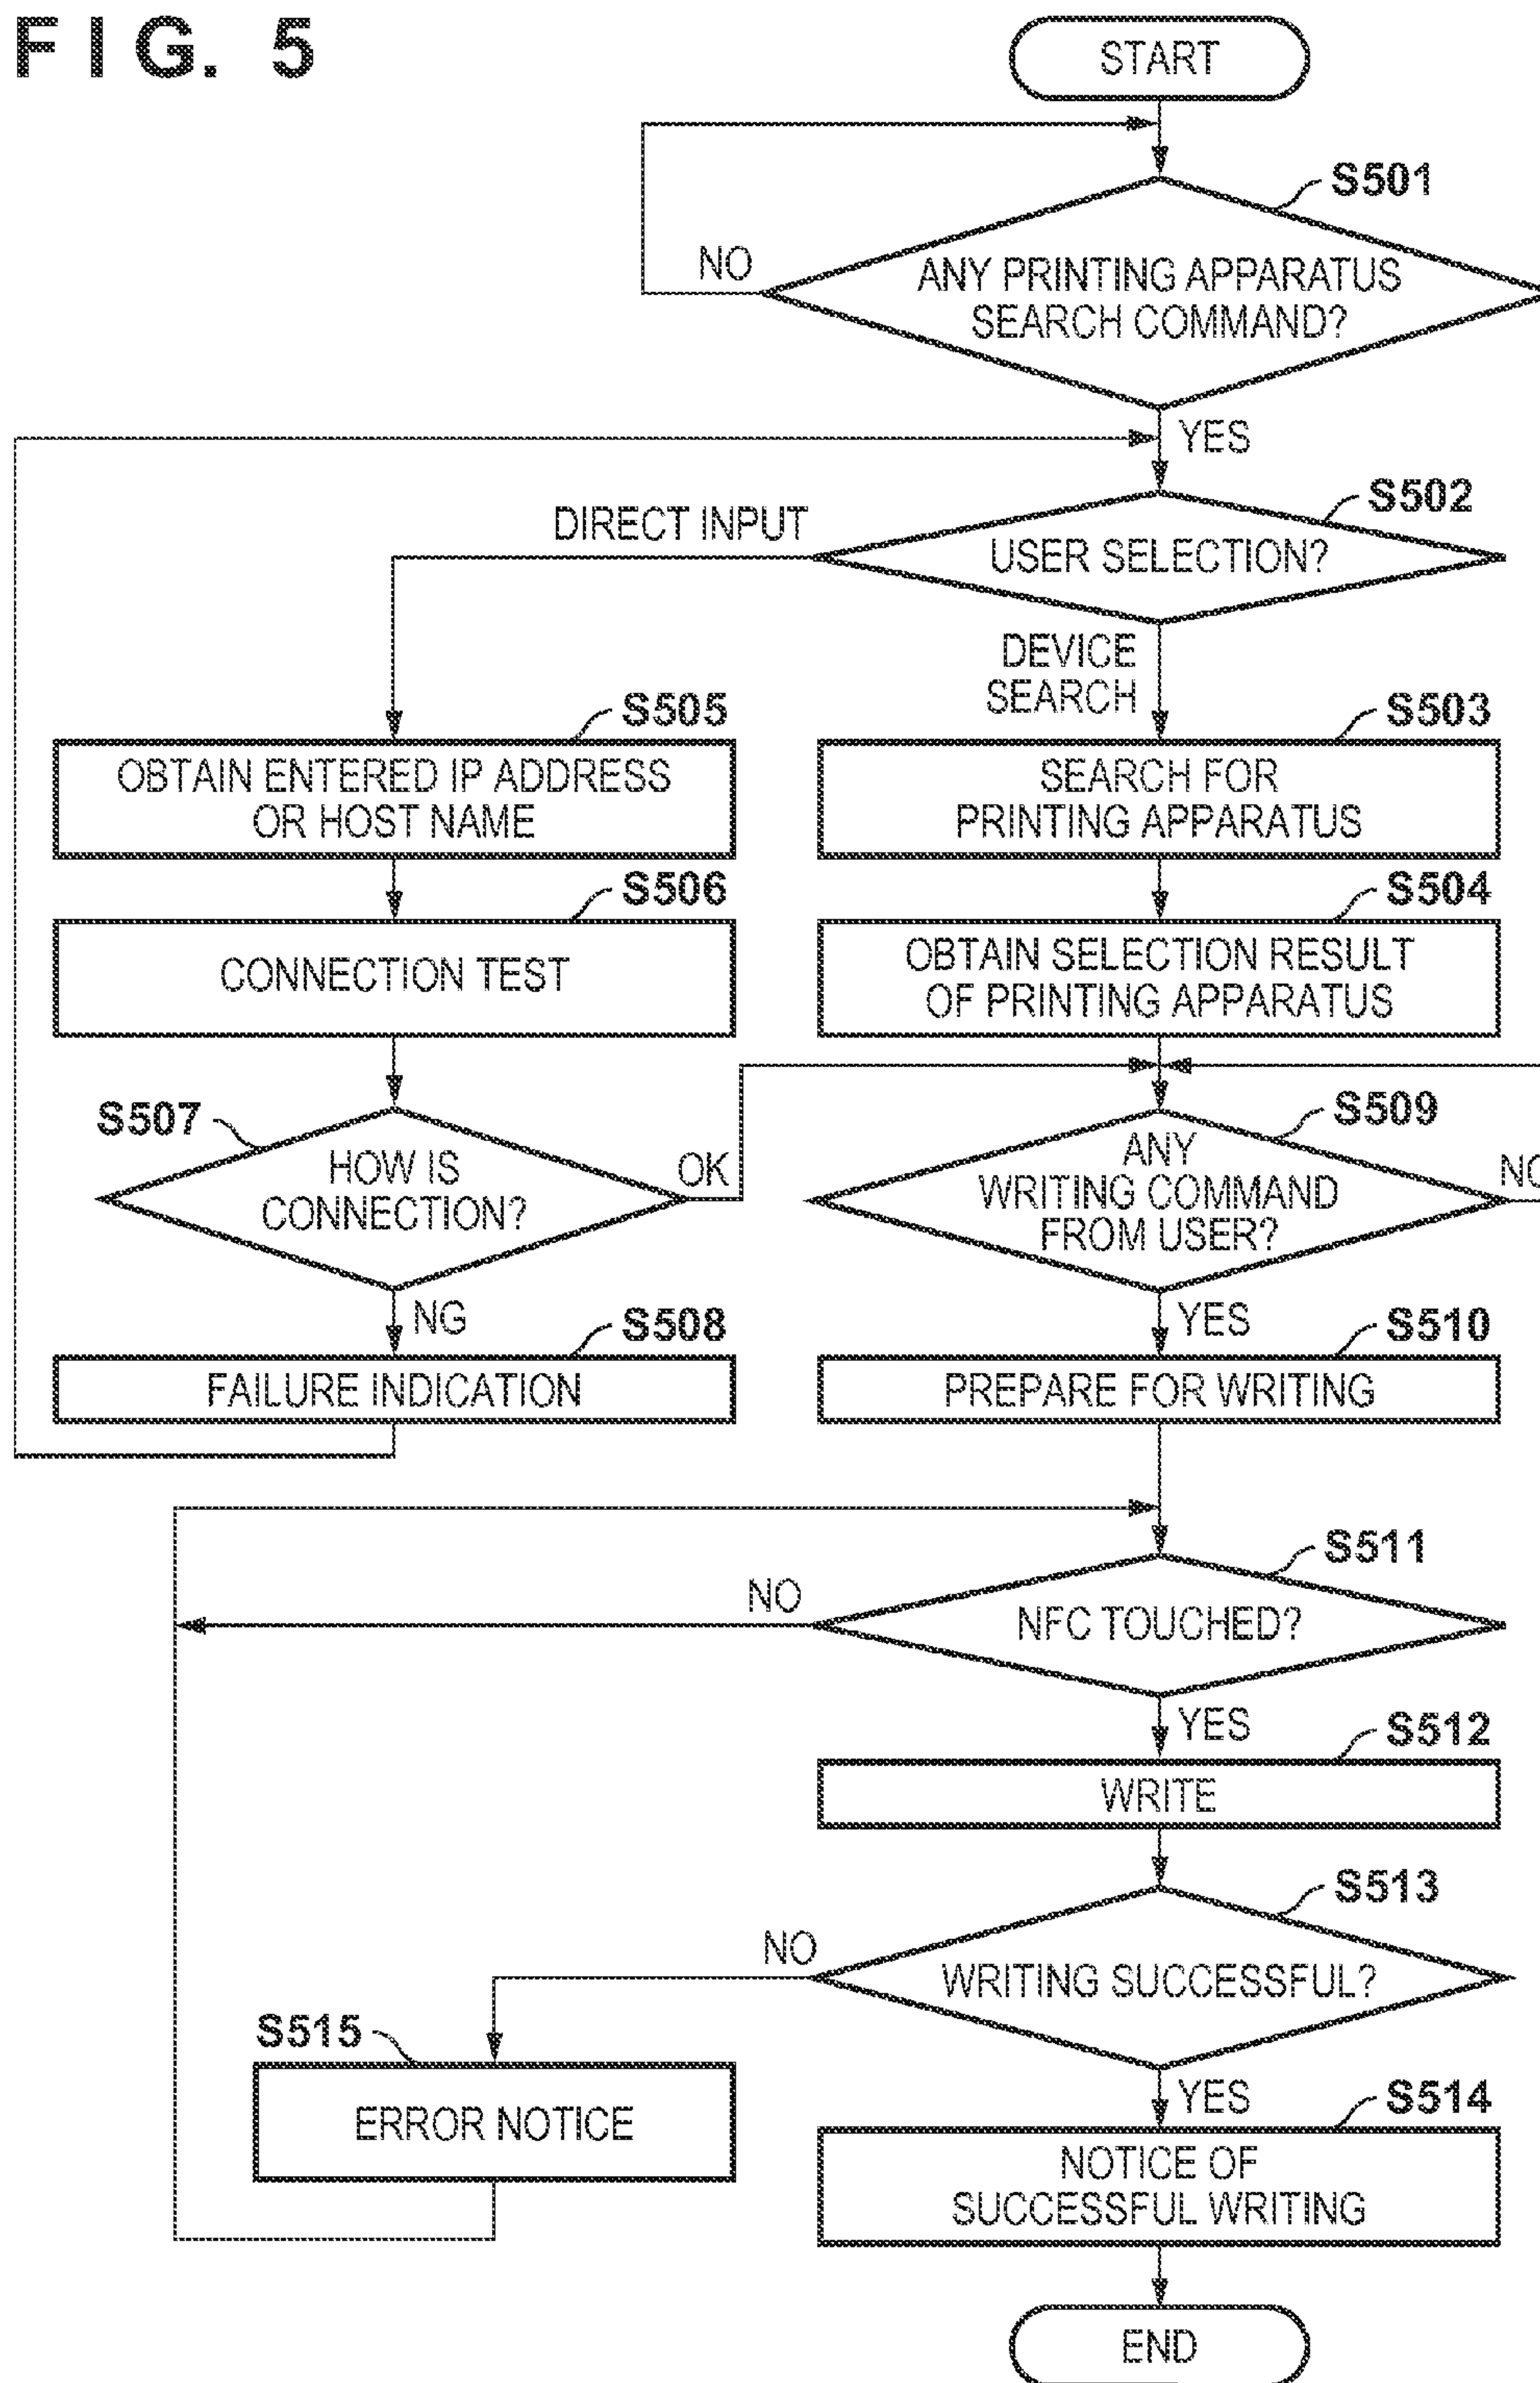 FIG. 5
START
S501
NO
ANY PRINTING APPARATUS
SEARCH COMMAND?
YES
S502
DIRECT INPUT
USER SELECTION?
DEVICE
SEARCH
S505
S503
OBTAIN ENTERED IP ADDRESS
OR HOST NAME
SEARCH FOR
PRINTING APPARATUS
S506
S504
CONNECTION TEST
OBTAIN SELECTION RESULT
OF PRINTING APPARATUS
S507
S509
HOW IS
CONNECTION?
OK
ANY
WRITING COMMAND
FROM USER?
NO
NG
YES
S508
S510
FAILURE INDICATION
PREPARE FOR WRITING
S511
NO
NFC TOUCHED?
YES
S512
WRITE
S513
NO
WRITING SUCCESSFUL?
S515
YES
S514
ERROR NOTICE
NOTICE OF
SUCCESSFUL WRITING
END